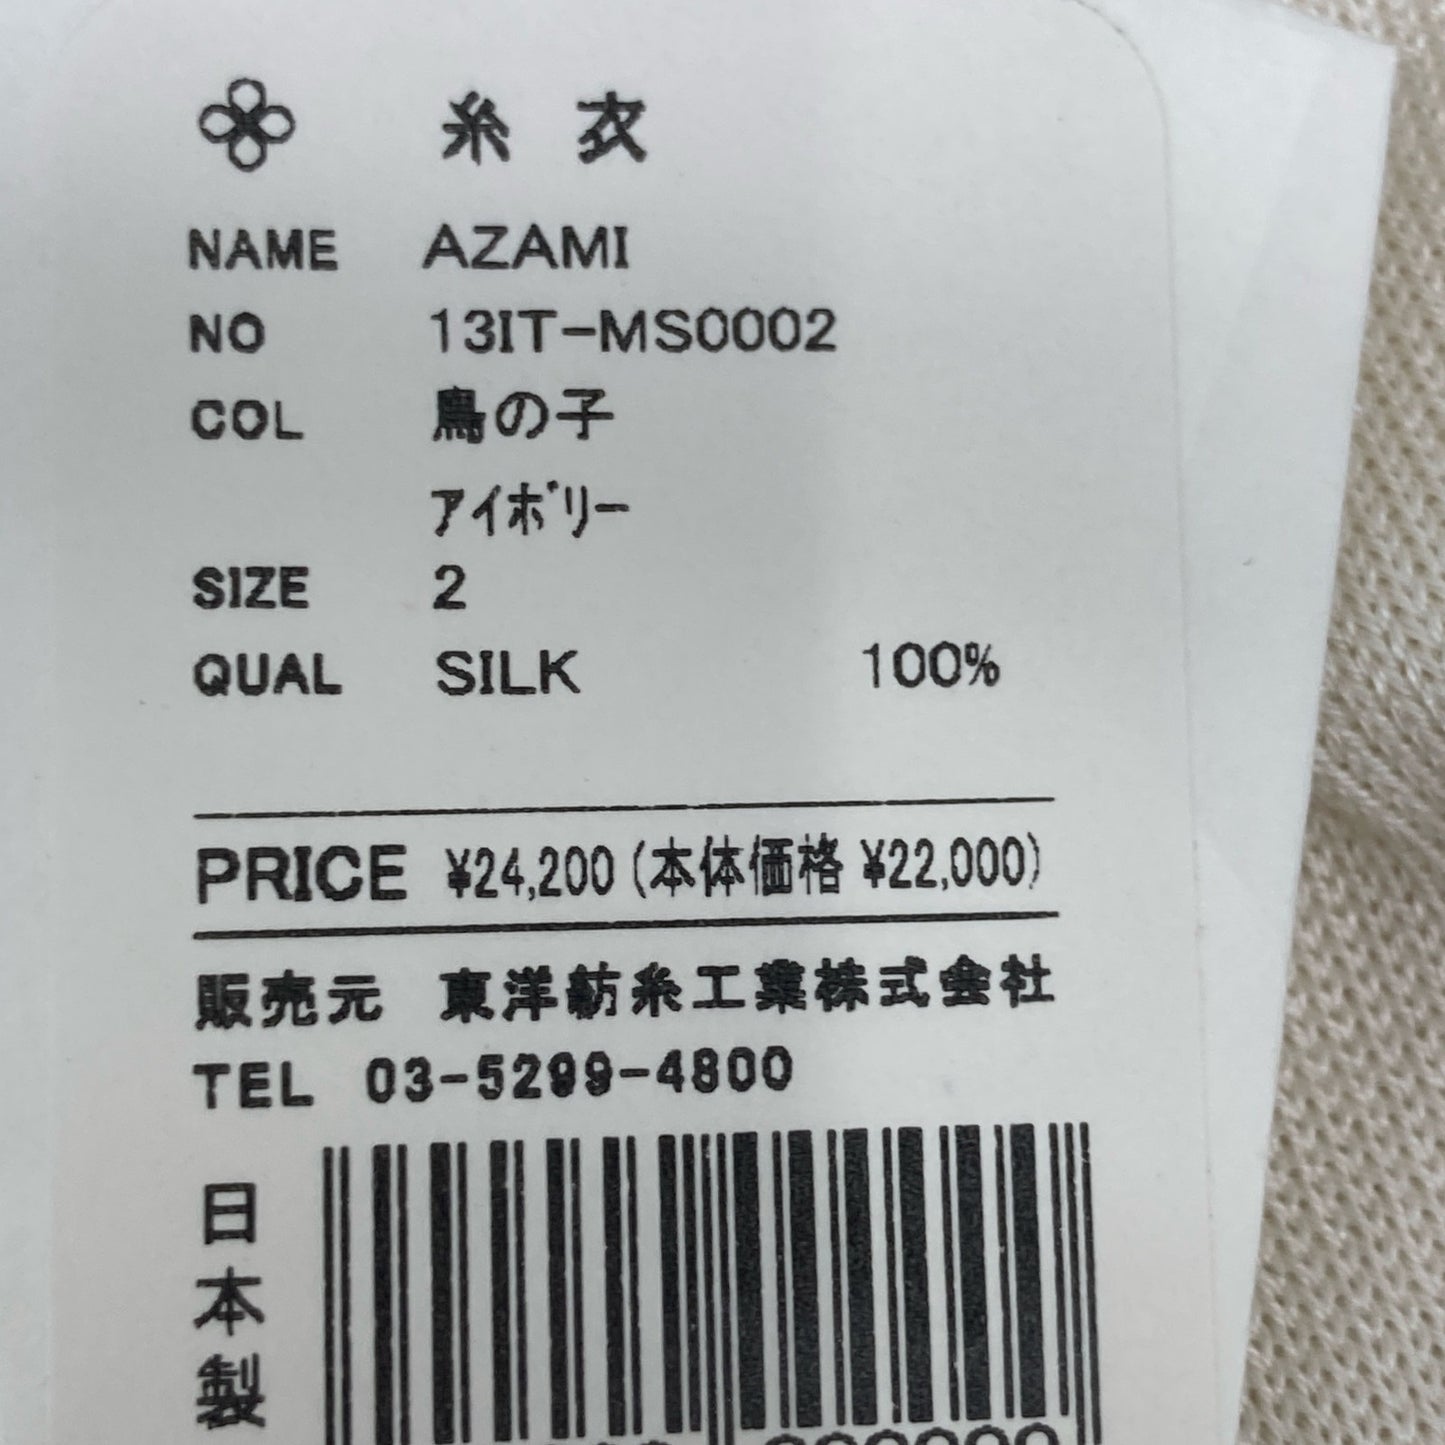 糸衣
NAME AZAMI
NO 13IT-MS0002
COL 鳥の子
アイボリー
SIZE 2
QUAL SILK 100%
PRICE ¥24,200(本体価格 ¥22,000)
販売元 東洋紡糸工業株式会社
TEL 03-5299-4800
日本製